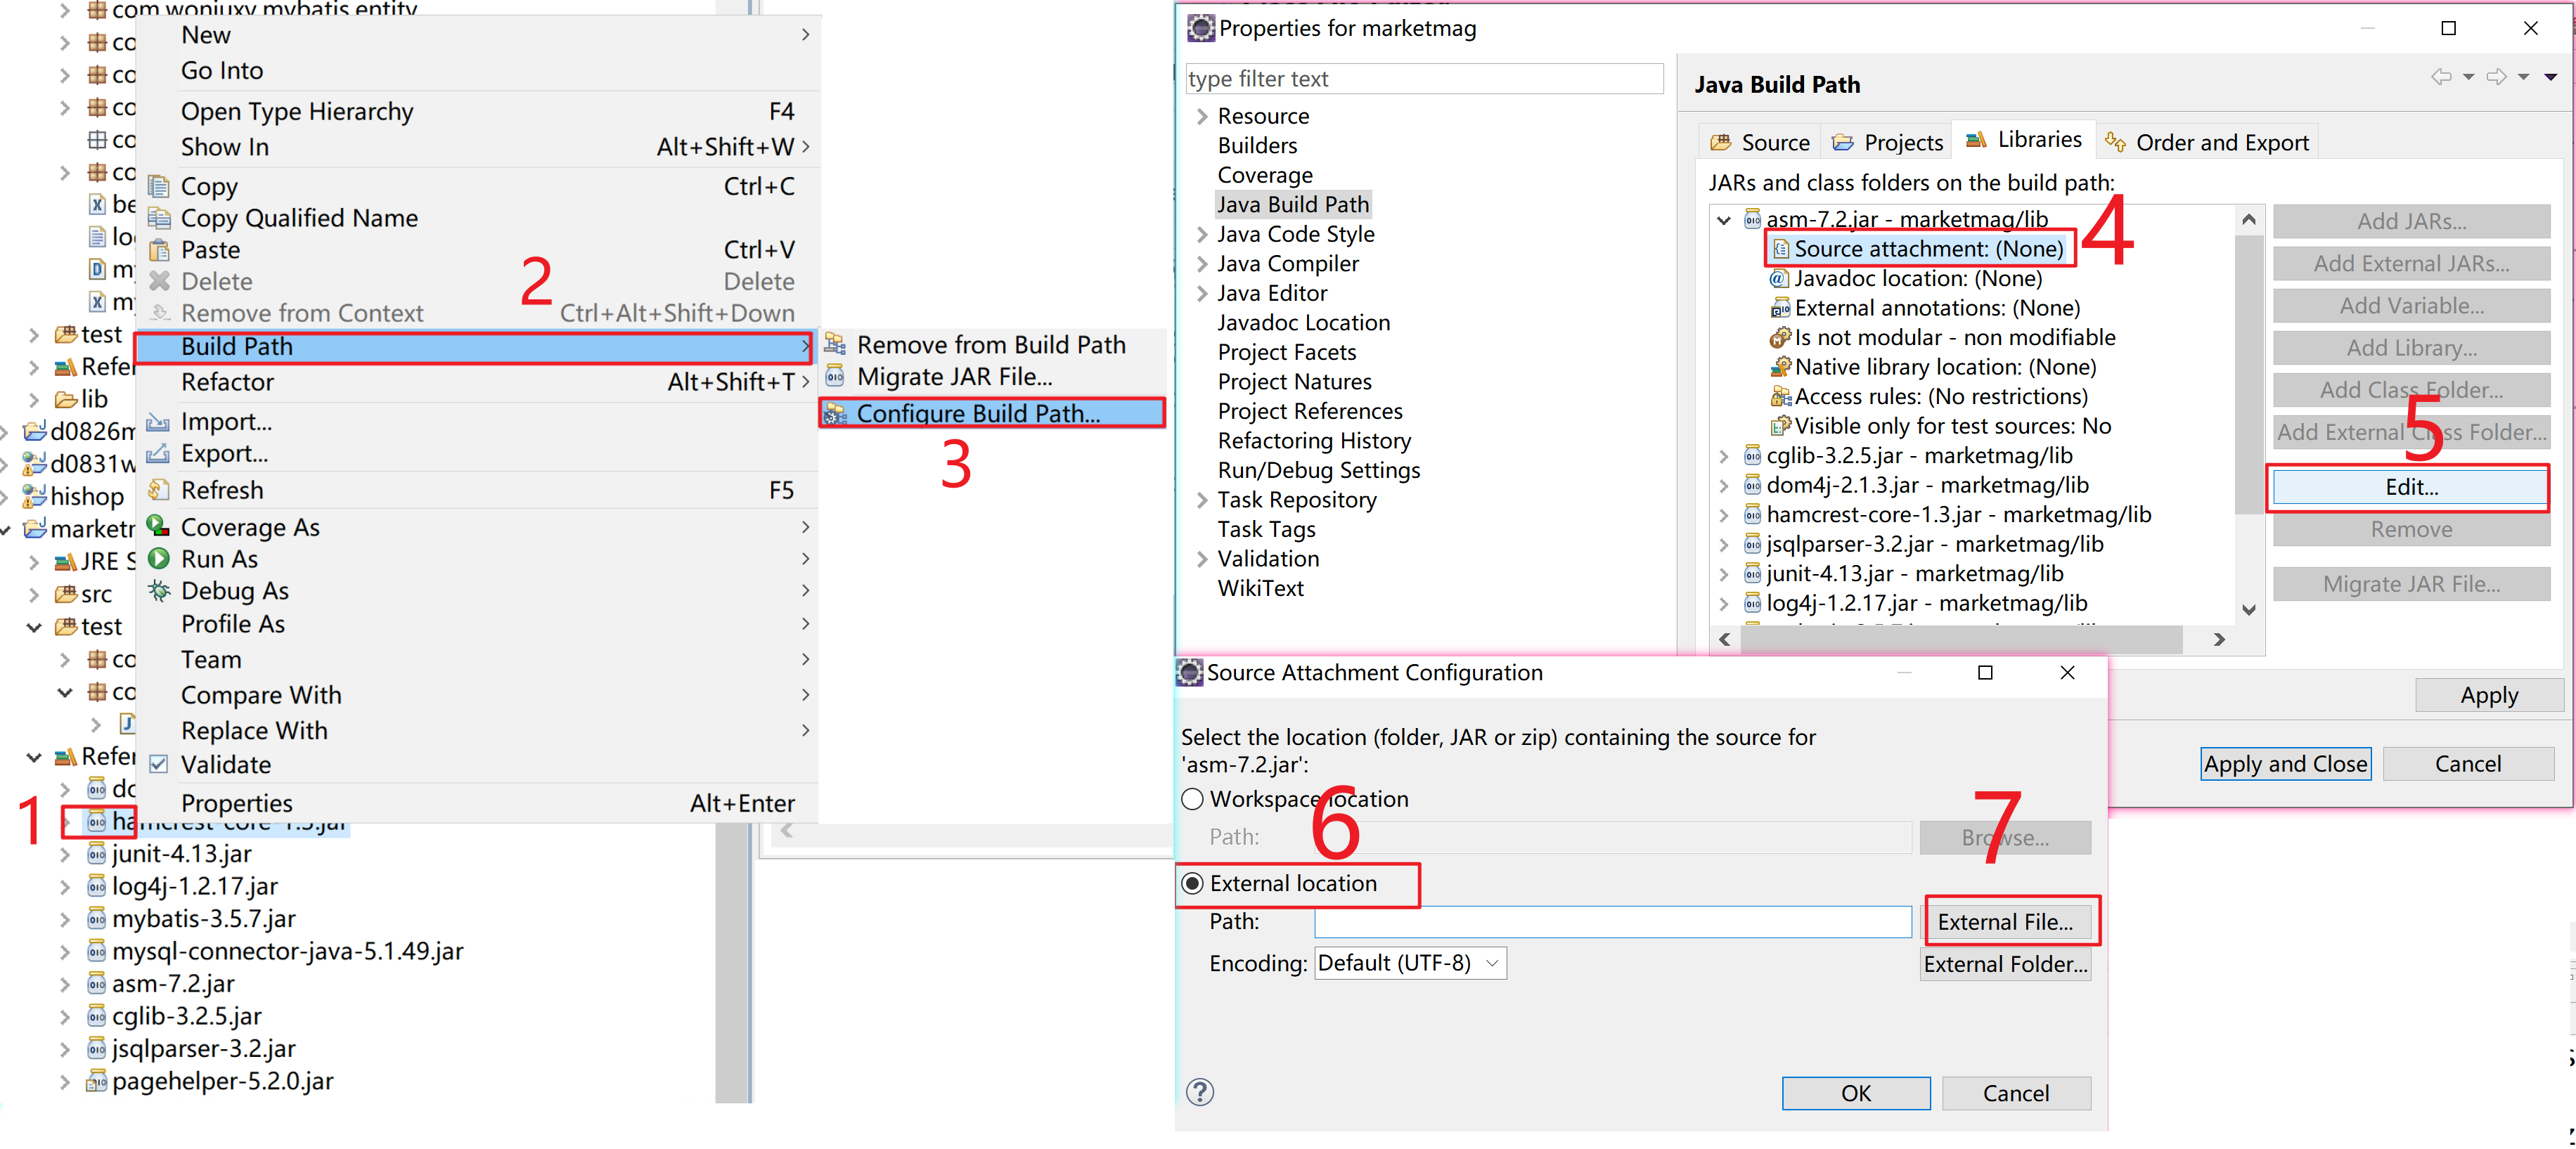 com.woniuxy.mybatis.entity
co
co
co
co
co
be
lo
my
my
test
Refer
lib
d0826m
d0831w
hishop
marketm
JRE S
src
test
co
co
Refer
1
hamcrest-core-1.3.jar
junit-4.13.jar
log4j-1.2.17.jar
mybatis-3.5.7.jar
mysql-connector-java-5.1.49.jar
asm-7.2.jar
cglib-3.2.5.jar
jsqlparser-3.2.jar
pagehelper-5.2.0.jar
New
Go Into
Open Type Hierarchy F4
Show In Alt+Shift+W
Copy Ctrl+C
Copy Qualified Name
Paste Ctrl+V
2
Delete Delete
Remove from Context Ctrl+Alt+Shift+Down
Build Path
Refactor Alt+Shift+T
Import...
Export...
Refresh F5
Coverage As
Run As
Debug As
Profile As
Team
Compare With
Replace With
Validate
Properties Alt+Enter
Remove from Build Path
Migrate JAR File...
Configure Build Path...
3
Properties for marketmag
type filter text
Resource
Builders
Coverage
Java Build Path
Java Code Style
Java Compiler
Java Editor
Javadoc Location
Project Facets
Project Natures
Project References
Refactoring History
Run/Debug Settings
Task Repository
Task Tags
Validation
WikiText
Java Build Path
Source Projects Libraries Order and Export
JARs and class folders on the build path:
asm-7.2.jar - marketmag/lib
Source attachment: (None)
4
Javadoc location: (None)
External annotations: (None)
Is not modular - non modifiable
Native library location: (None)
Access rules: (No restrictions)
Visible only for test sources: No
cglib-3.2.5.jar - marketmag/lib
dom4j-2.1.3.jar - marketmag/lib
hamcrest-core-1.3.jar - marketmag/lib
jsqlparser-3.2.jar - marketmag/lib
junit-4.13.jar - marketmag/lib
log4j-1.2.17.jar - marketmag/lib
Add JARs...
Add External JARs...
Add Variable...
Add Library...
Add Class Folder...
5
Add External Class Folder...
Edit...
Remove
Migrate JAR File...
Apply
Apply and Close Cancel
Source Attachment Configuration
Select the location (folder, JAR or zip) containing the source for
'asm-7.2.jar':
Workspace location
6
7
Path: Browse...
External location
Path: External File...
Encoding: Default (UTF-8) External Folder...
OK Cancel